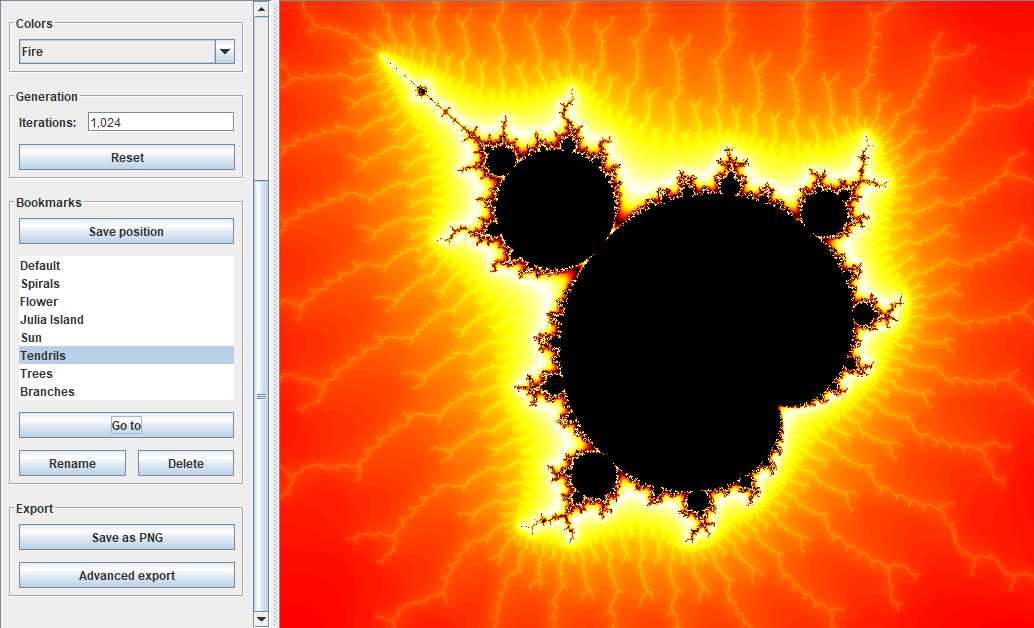 Colors
Fire
Generation
Iterations: 1,024
Reset
Bookmarks
Save position
Default
Spirals
Flower
Julia Island
Sun
Tendrils
Trees
Branches
Go to
Rename Delete
Export
Save as PNG
Advanced export